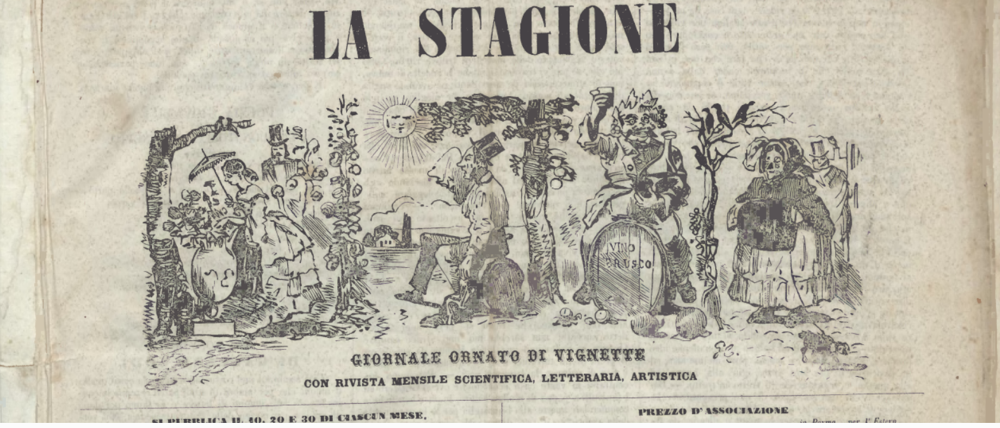 LA STAGIONE
VINO
BRUSCO
GIORNALE ORNATO DI VIGNETTE
CON RIVISTA MENSILE SCIENTIFICA, LETTERARIA, ARTISTICA
SI PUBBLICA IL 10, 20 E 30 DI CIASCUN MESE,
PREZZO D'ASSOCIAZIONE
in Parma per l'Estero